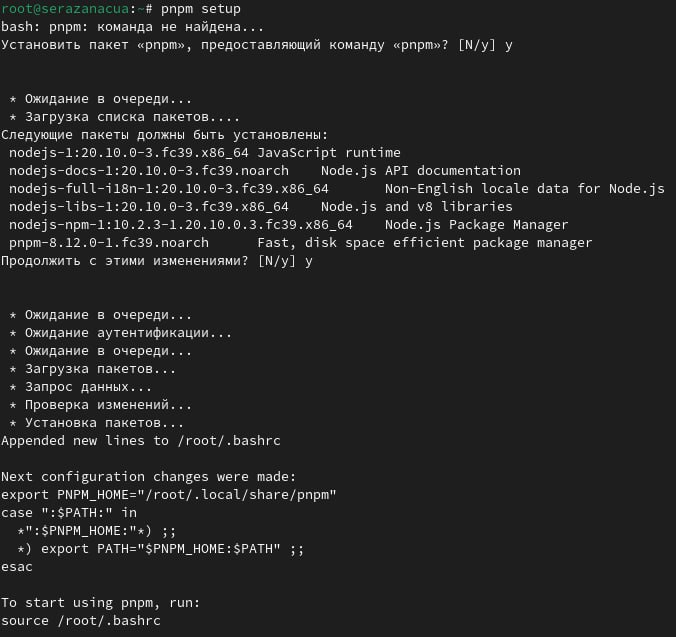 root@serazanacua:~# pnpm setup
bash: pnpm: команда не найдена...
Установить пакет «pnpm», предоставляющий команду «pnpm»? [N/y] y
* Ожидание в очереди...
* Загрузка списка пакетов....
Следующие пакеты должны быть установлены:
nodejs-1:20.10.0-3.fc39.x86_64 JavaScript runtime
nodejs-docs-1:20.10.0-3.fc39.noarch    Node.js API documentation
nodejs-full-i18n-1:20.10.0-3.fc39.x86_64       Non-English locale data for Node.js
nodejs-libs-1:20.10.0-3.fc39.x86_64    Node.js and v8 libraries
nodejs-npm-1:10.2.3-1.20.10.0.3.fc39.x86_64    Node.js Package Manager
pnpm-8.12.0-1.fc39.noarch      Fast, disk space efficient package manager
Продолжить с этими изменениями? [N/y] y
* Ожидание в очереди...
* Ожидание аутентификации...
* Ожидание в очереди...
* Загрузка пакетов...
* Запрос данных...
* Проверка изменений...
* Установка пакетов...
Appended new lines to /root/.bashrc
Next configuration changes were made:
export PNPM_HOME="/root/.local/share/pnpm"
case ":$PATH:" in
  *":$PNPM_HOME:"*) ;;
  *) export PATH="$PNPM_HOME:$PATH" ;;
esac
To start using pnpm, run:
source /root/.bashrc